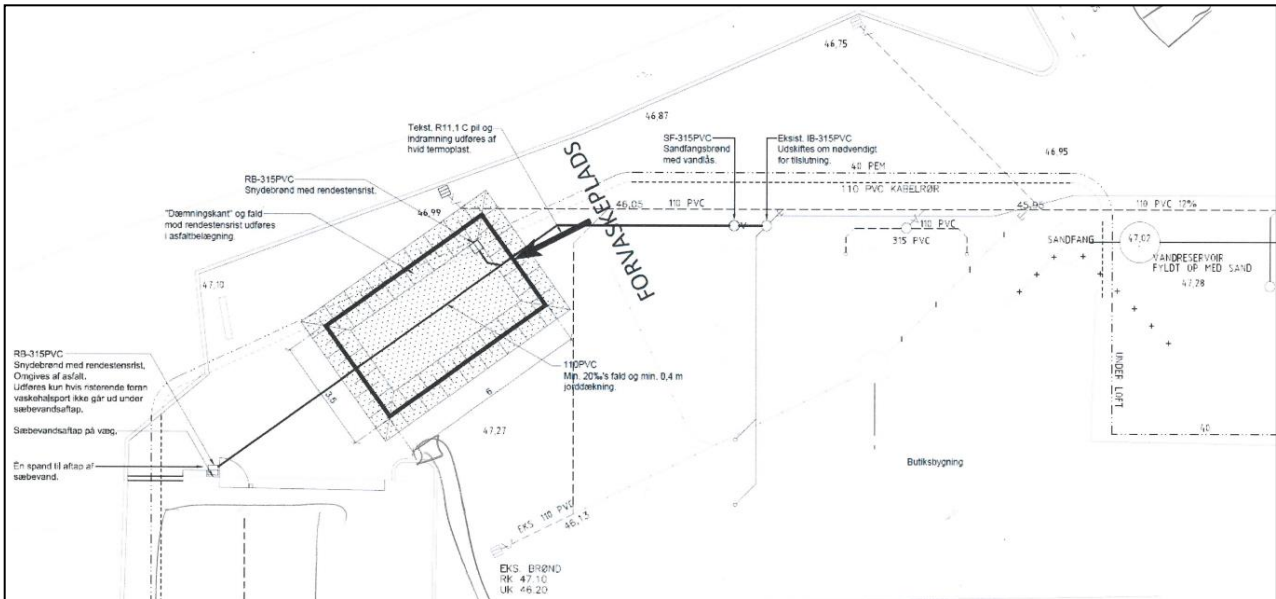 46,75
46,87
Tekst. R11,1 C pil og
indramning udføres af
hvid termoplast.
SF-315PVC
Sandfangsbrønd
med vandlås.
Eksist. IB-315PVC
Udskiftes om nødvendigt
for tilslutning.
46,95
40 PEM
110 PVC KABELRØR
RB-315PVC
Snydebrønd med rendestensrist.
46,99
FORVASKEPLADS
46,05
110 PVC
45,95
110 PVC 12‰
110 PVC
315 PVC
"Dæmningskant" og fald
mod rendestensrist udføres
i asfaltbelægning.
SANDFANG
47,02
VANDRESERVOIR
FYLDT OP MED SAND
47,28
47,10
RB-315PVC
Snydebrønd med rendestensrist,
Omgives af asfalt.
Udføres kun hvis risterende foran
vaskehalsport ikke går ud under
sæbevandsaftap.
110PVC
Min. 20‰'s fald og min. 0,4 m
jorddækning.
UNDER LOFT
3,5
6
47,27
Sæbevandsaftap på væg.
40
Én spand til aftap af
sæbevand.
Butiksbygning
EKS 110 PVC
46,13
EKS. BRØND
RK 47,10
UK 46,20